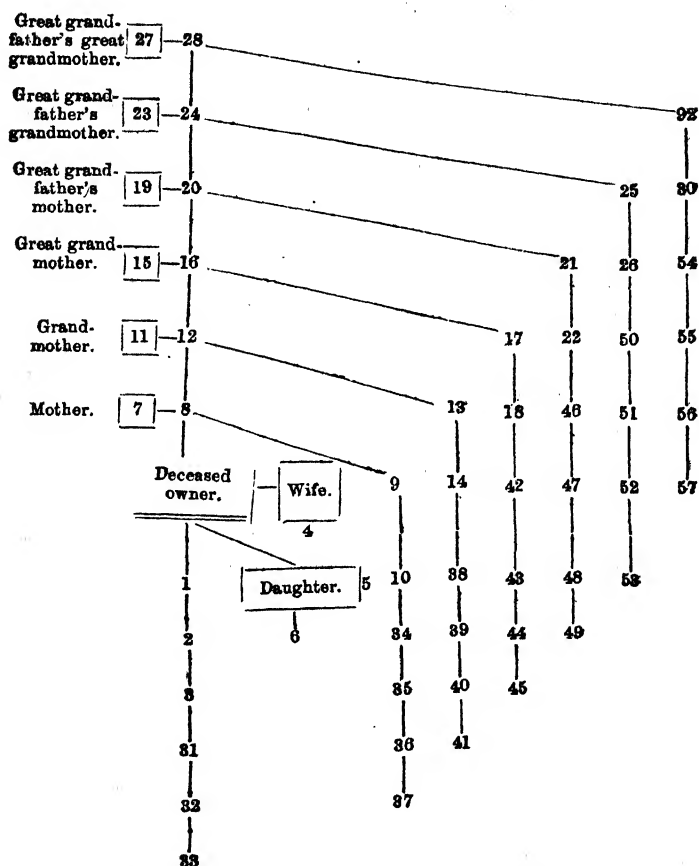 Great grand-
father's great
grandmother.
27 28
Great grand-
father's
grandmother.
23 24 92
Great grand-
father's
mother.
19 20 25 30
Great grand-
mother.
15 16 21 26 54
Grand-
mother.
11 12 17 22 50 55
Mother. 7 8 13 18 46 51 56
Deceased
owner.
Wife.
4
9 14 42 47 52 57
1
Daughter. 5
10 38 43 48 53
2 6 34 39 44 49
3 35 40 45
31 36 41
32 37
33